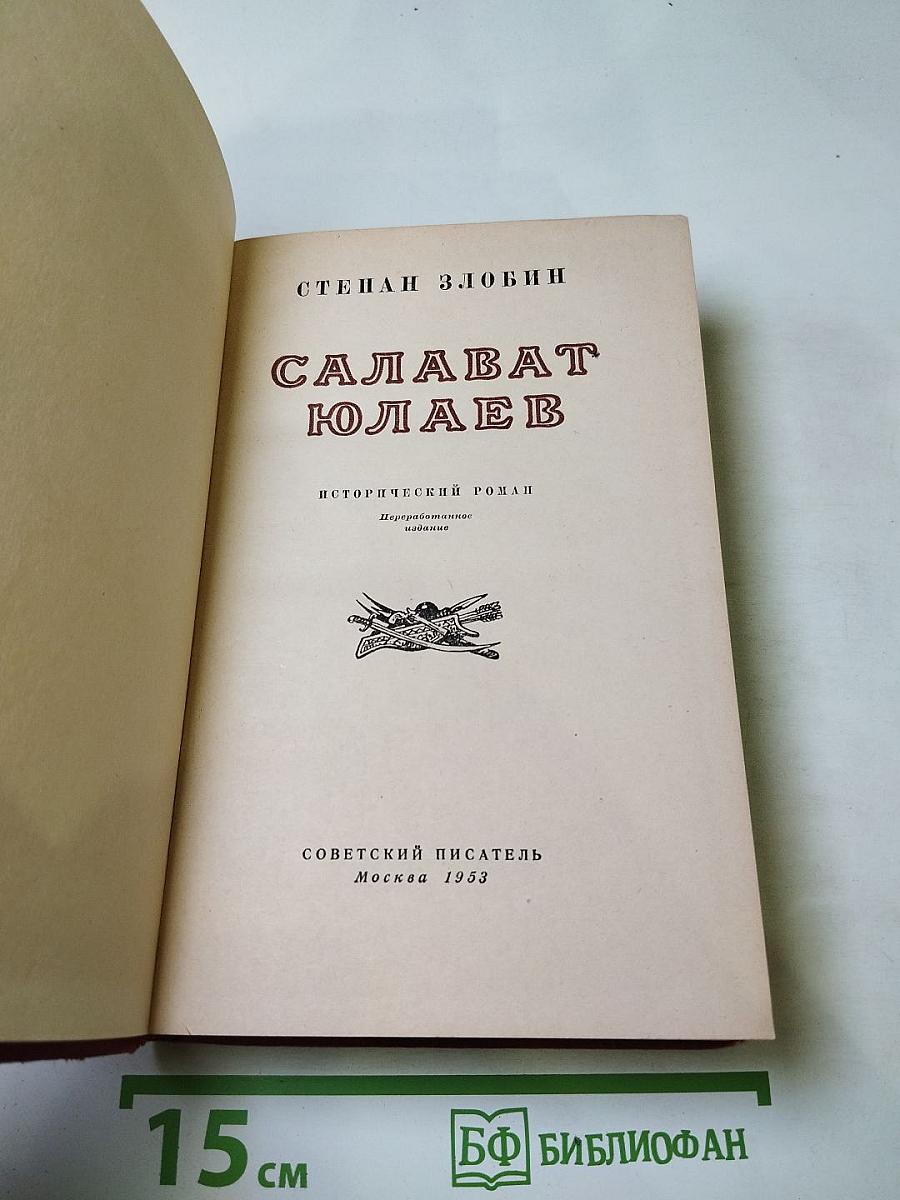 СТЕПАН ЗЛОБИН
САЛАВАТ
ЮЛАЕВ
ИСТОРИЧЕСКИЙ РОМАН
Переработанное
издание
СОВЕТСКИЙ ПИСАТЕЛЬ
Москва 1953
15 см
БФ БИБЛИОФАН